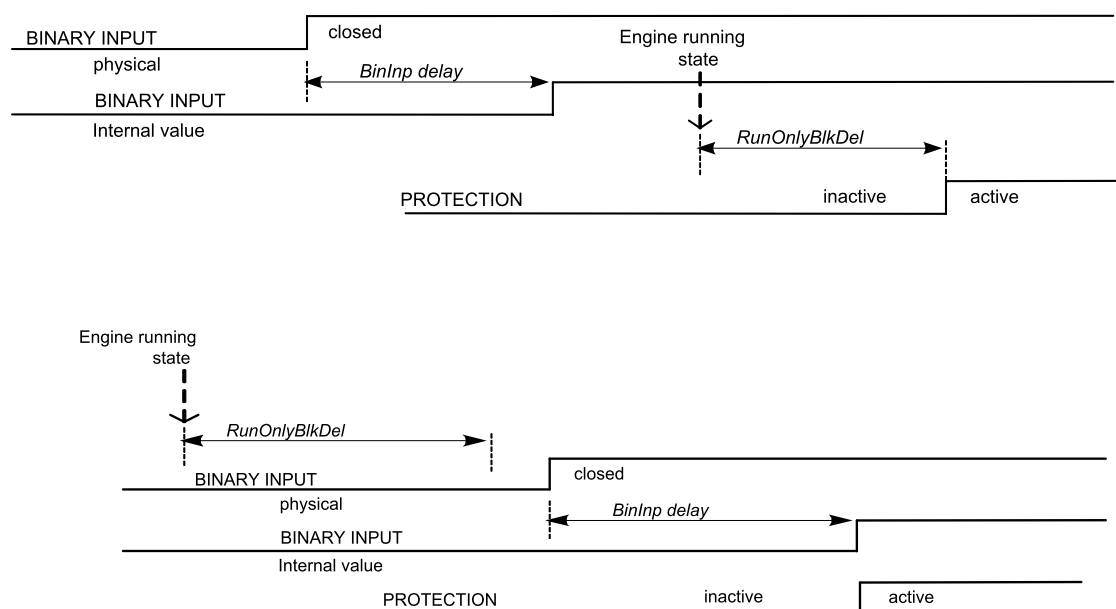 closed
BINARY INPUT
physical
Engine running
state
BinInp delay
BINARY INPUT
Internal value
RunOnlyBlkDel
PROTECTION inactive active
Engine running
state
RunOnlyBlkDel
BINARY INPUT closed
physical
BinInp delay
BINARY INPUT
Internal value
PROTECTION inactive active